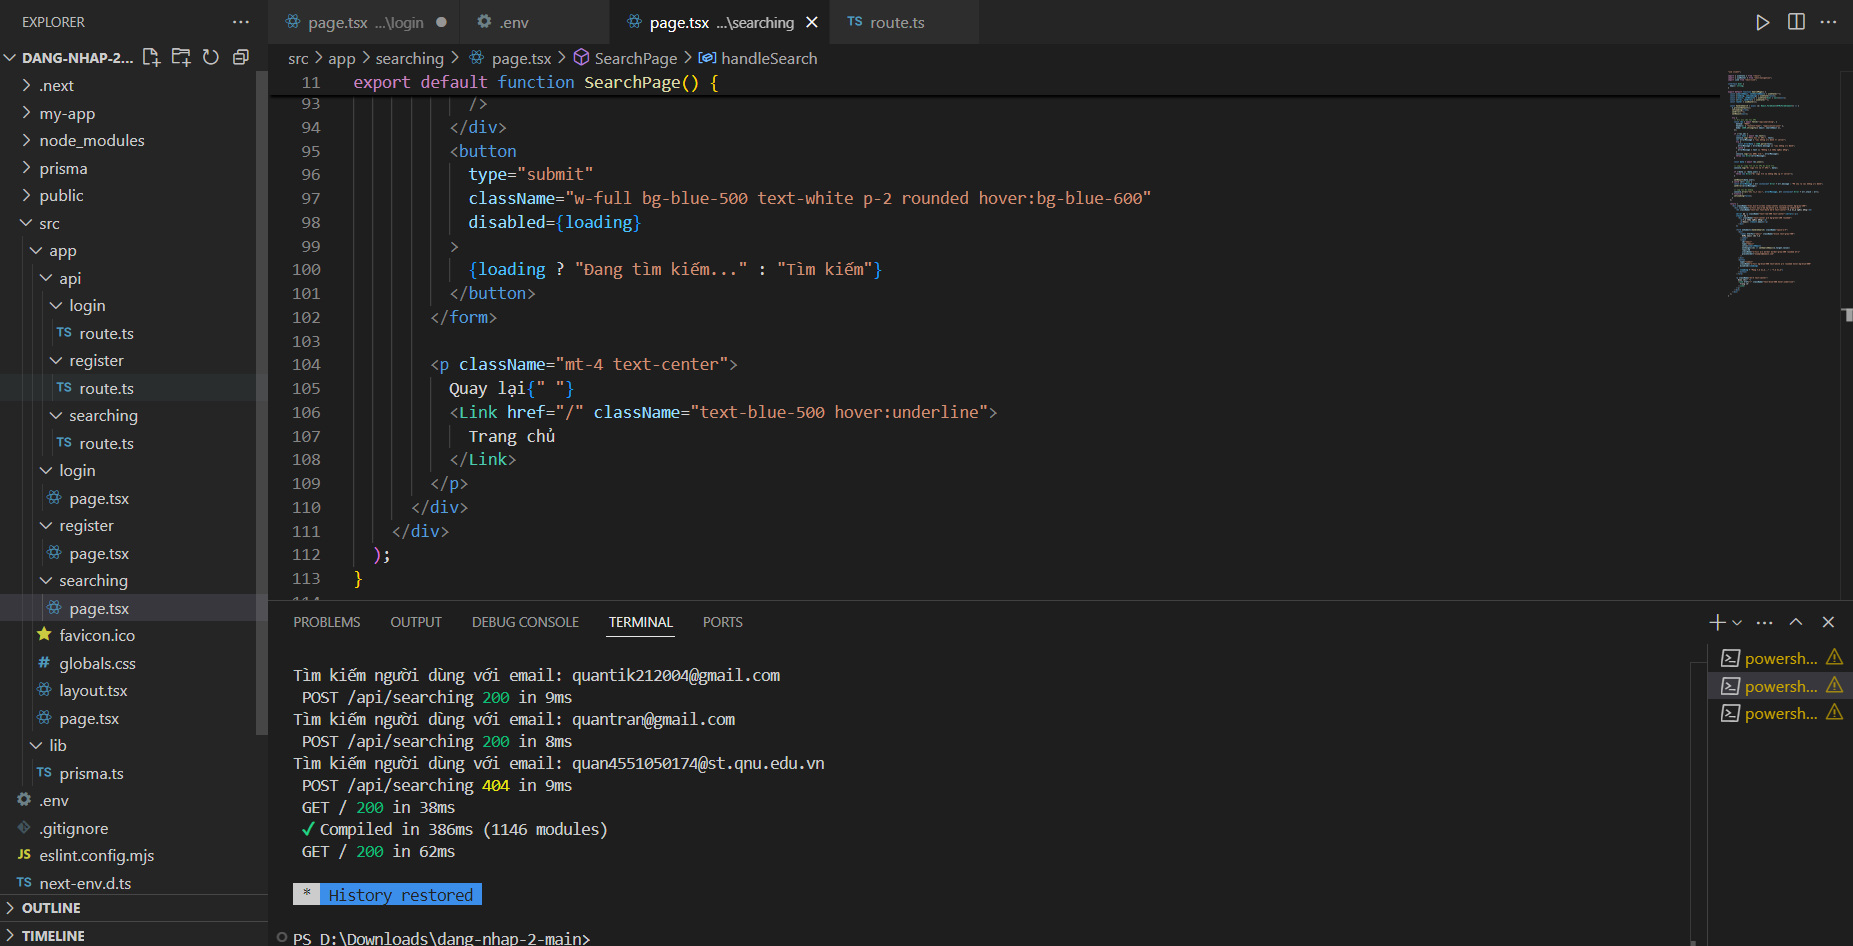 EXPLORER
DANG-NHAP-2...
.next
my-app
node_modules
prisma
public
src
app
api
login
TS route.ts
register
TS route.ts
searching
TS route.ts
login
page.tsx
register
page.tsx
searching
page.tsx
favicon.ico
# globals.css
layout.tsx
page.tsx
lib
TS prisma.ts
.env
.gitignore
JS eslint.config.mjs
TS next-env.d.ts
OUTLINE
TIMELINE
page.tsx ...\login
.env
page.tsx ...\searching
TS route.ts
src > app > searching > page.tsx > SearchPage > handleSearch
11 export default function SearchPage() {
93 />
94 </div>
95 <button
96 type="submit"
97 className="w-full bg-blue-500 text-white p-2 rounded hover:bg-blue-600"
98 disabled={loading}
99 >
100 {loading ? "Đang tìm kiếm..." : "Tìm kiếm"}
101 </button>
102 </form>
103
104 <p className="mt-4 text-center">
105 Quay lại{" "}
106 <Link href="/" className="text-blue-500 hover:underline">
107 Trang chủ
108 </Link>
109 </p>
110 </div>
111 </div>
112 );
113 }
114
PROBLEMS OUTPUT DEBUG CONSOLE TERMINAL PORTS
Tìm kiếm người dùng với email: quantik212004@gmail.com
POST /api/searching 200 in 9ms
Tìm kiếm người dùng với email: quantran@gmail.com
POST /api/searching 200 in 8ms
Tìm kiếm người dùng với email: quan4551050174@st.qnu.edu.vn
POST /api/searching 404 in 9ms
GET / 200 in 38ms
✓ Compiled in 386ms (1146 modules)
GET / 200 in 62ms
* History restored
PS D:\Downloads\dang-nhap-2-main>
powersh...
powersh...
powersh...